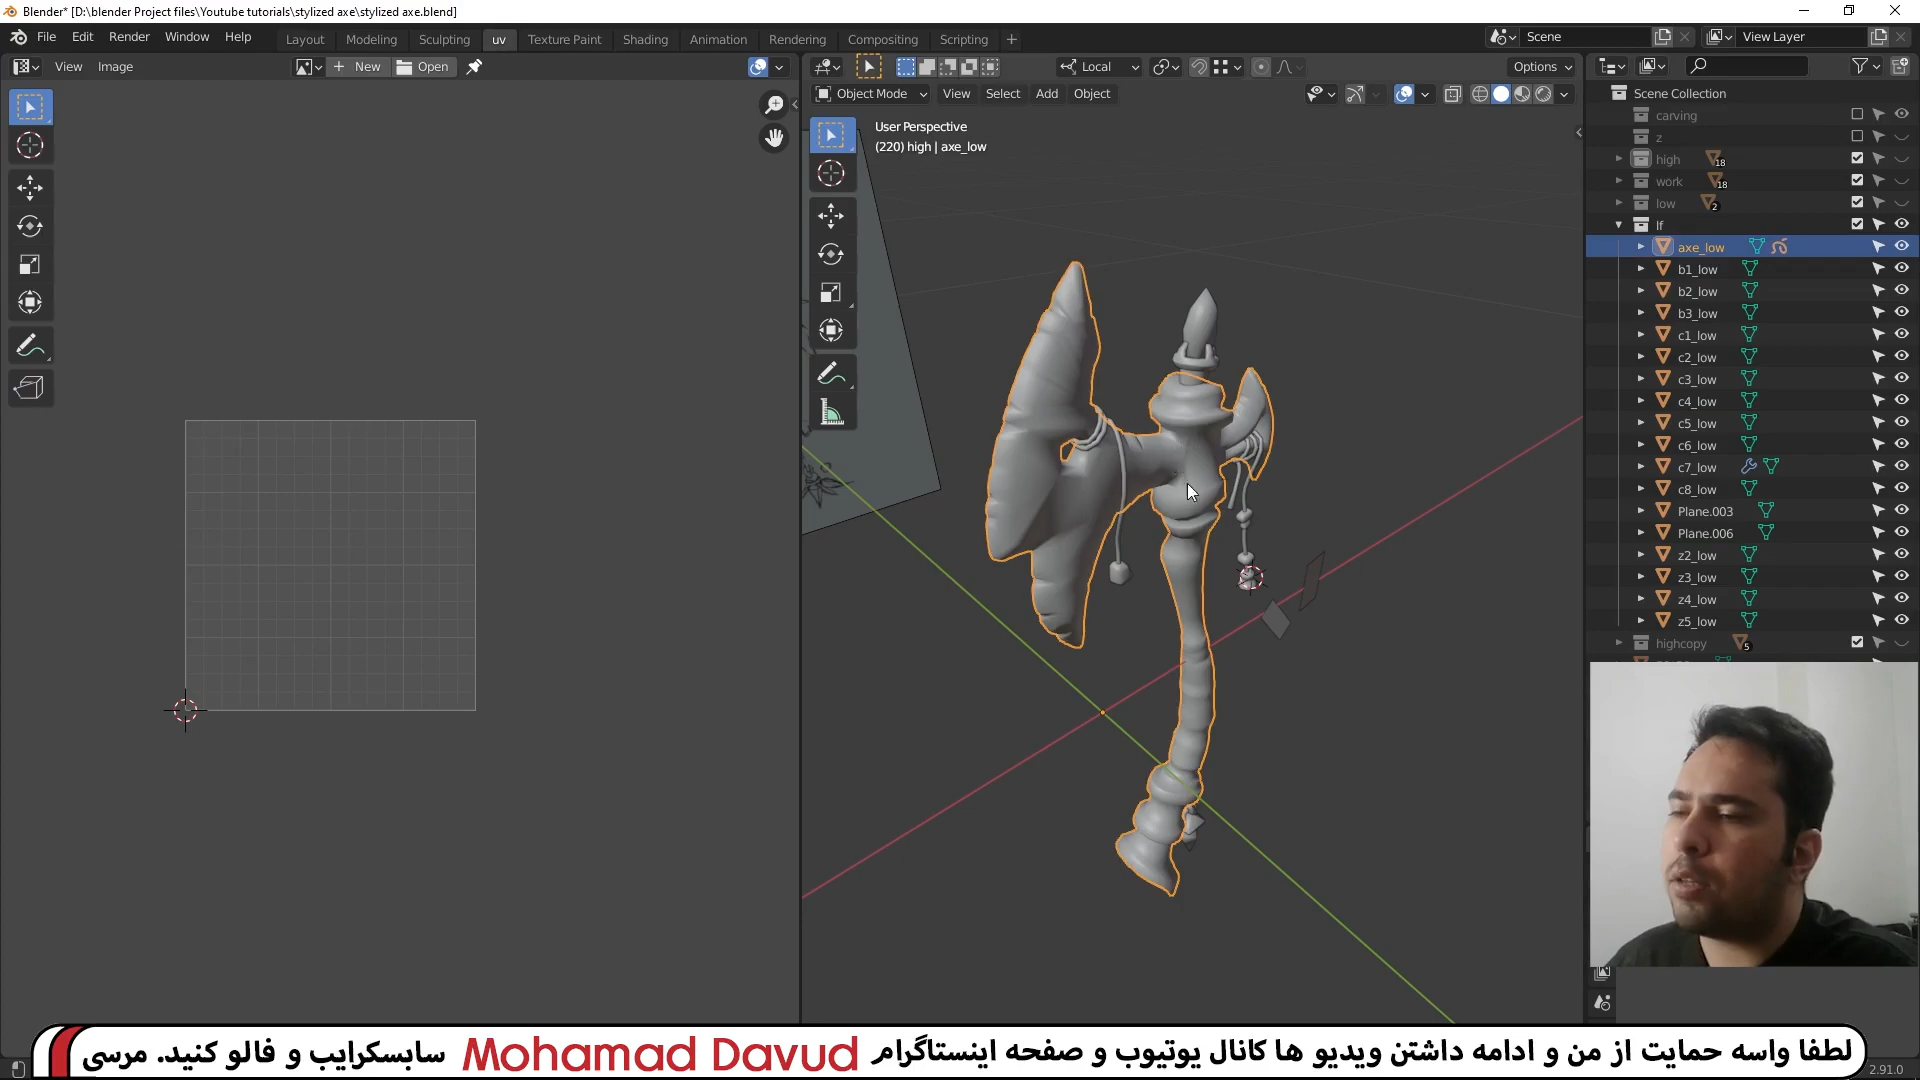 Blender* [D:\blender Project files\Youtube tutorials\stylized axe\stylized axe.blend]
File Edit Render Window Help
Layout Modeling Sculpting uv Texture Paint Shading Animation Rendering Compositing Scripting +
Scene
View Layer
View Image
+ New
Open
Local
Options
Object Mode View Select Add Object
User Perspective
(220) high | axe_low
Scene Collection
carving
z
high 18
work 18
low 2
lf
axe_low
b1_low
b2_low
b3_low
c1_low
c2_low
c3_low
c4_low
c5_low
c6_low
c7_low
c8_low
Plane.003
Plane.006
z2_low
z3_low
z4_low
z5_low
highcopy 5
لطفا واسه حمایت از من و ادامه داشتن ویدیو ها کانال یوتیوب و صفحه اینستاگرام Mohamad Davud سابسکرایب و فالو کنید. مرسی
2.91.0